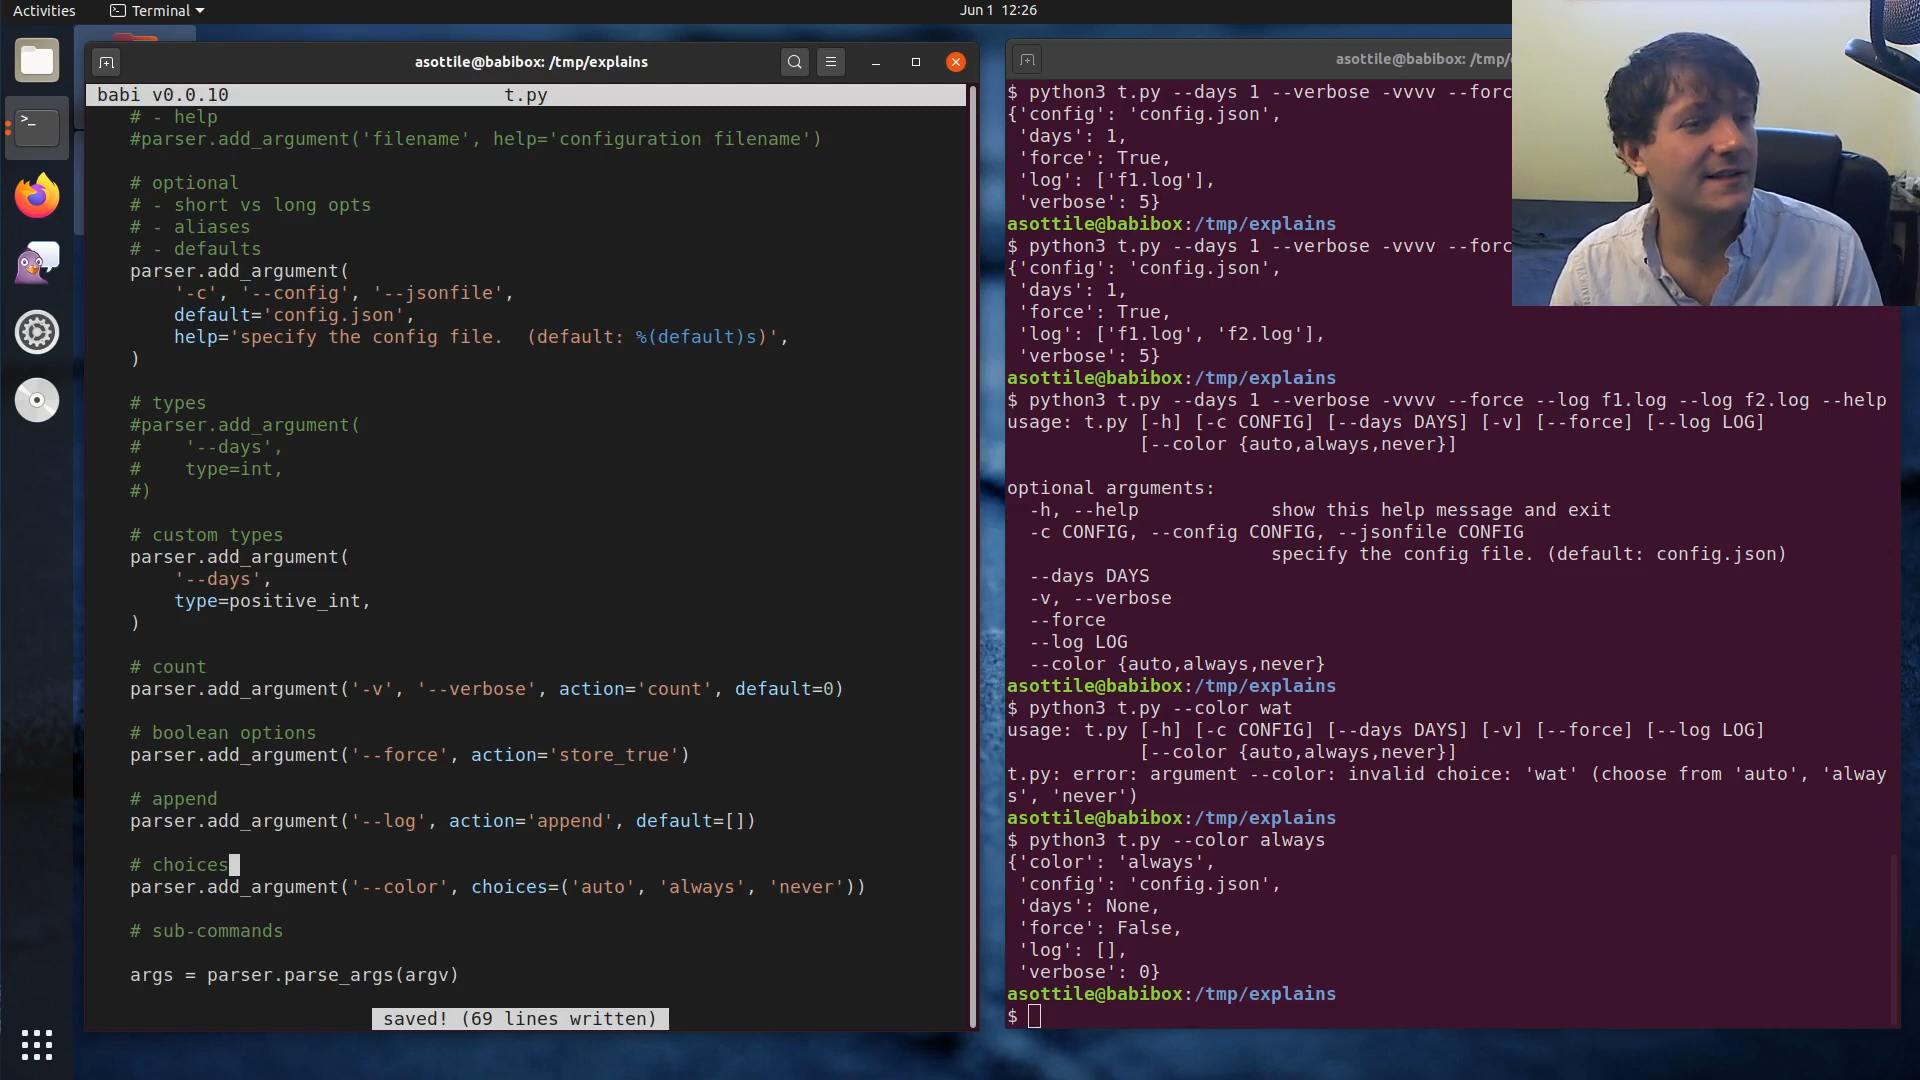 Activities
Terminal
Jun 1 12:26
asottile@babibox: /tmp/explains
babi v0.0.10 t.py
# - help
#parser.add_argument('filename', help='configuration filename')
# optional
# - short vs long opts
# - aliases
# - defaults
parser.add_argument(
'-c', '--config', '--jsonfile',
default='config.json',
help='specify the config file.  (default: %(default)s)',
)
# types
#parser.add_argument(
#    '--days',
#    type=int,
#)
# custom types
parser.add_argument(
'--days',
type=positive_int,
)
# count
parser.add_argument('-v', '--verbose', action='count', default=0)
# boolean options
parser.add_argument('--force', action='store_true')
# append
parser.add_argument('--log', action='append', default=[])
# choices
parser.add_argument('--color', choices=('auto', 'always', 'never'))
# sub-commands
args = parser.parse_args(argv)
saved! (69 lines written)
asottile@babibox: /tmp/
$ python3 t.py --days 1 --verbose -vvvv --forc
{'config': 'config.json',
'days': 1,
'force': True,
'log': ['f1.log'],
'verbose': 5}
asottile@babibox:/tmp/explains
$ python3 t.py --days 1 --verbose -vvvv --forc
{'config': 'config.json',
'days': 1,
'force': True,
'log': ['f1.log', 'f2.log'],
'verbose': 5}
asottile@babibox:/tmp/explains
$ python3 t.py --days 1 --verbose -vvvv --force --log f1.log --log f2.log --help
usage: t.py [-h] [-c CONFIG] [--days DAYS] [-v] [--force] [--log LOG]
[--color {auto,always,never}]
optional arguments:
-h, --help            show this help message and exit
-c CONFIG, --config CONFIG, --jsonfile CONFIG
specify the config file. (default: config.json)
--days DAYS
-v, --verbose
--force
--log LOG
--color {auto,always,never}
asottile@babibox:/tmp/explains
$ python3 t.py --color wat
usage: t.py [-h] [-c CONFIG] [--days DAYS] [-v] [--force] [--log LOG]
[--color {auto,always,never}]
t.py: error: argument --color: invalid choice: 'wat' (choose from 'auto', 'alway
s', 'never')
asottile@babibox:/tmp/explains
$ python3 t.py --color always
{'color': 'always',
'config': 'config.json',
'days': None,
'force': False,
'log': [],
'verbose': 0}
asottile@babibox:/tmp/explains
$